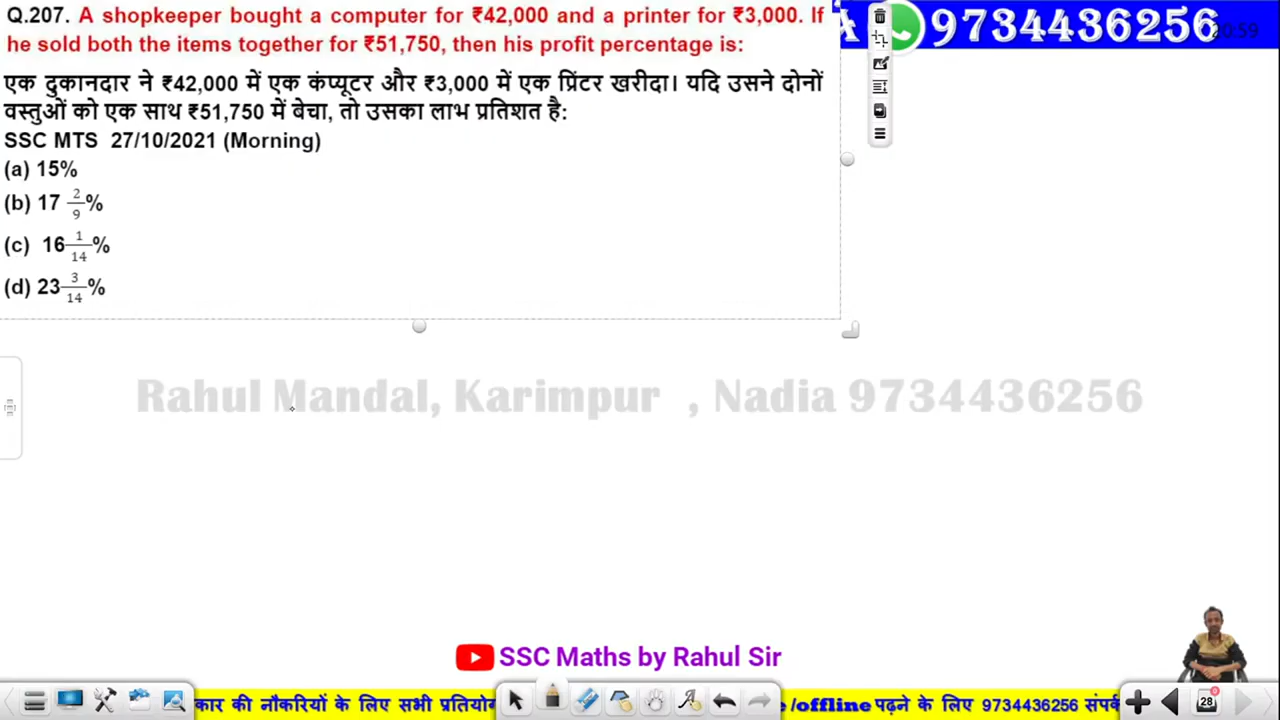 Q.207. A shopkeeper bought a computer for ₹42,000 and a printer for ₹3,000. If
he sold both the items together for ₹51,750, then his profit percentage is:
एक दुकानदार ने ₹42,000 में एक कंप्यूटर और ₹3,000 में एक प्रिंटर खरीदा। यदि उसने दोनों
वस्तुओं को एक साथ ₹51,750 में बेचा, तो उसका लाभ प्रतिशत है:
SSC MTS 27/10/2021 (Morning)
(a) 15%
(b) 17 2/9%
(c) 16 1/14%
(d) 23 3/14%
9734436256
20:59
Rahul Mandal, Karimpur , Nadia 9734436256
SSC Maths by Rahul Sir
कार की नौकरियों के लिए सभी प्रतियोग
/offline पढ़ने के लिए 9734436256 संपर्क
28